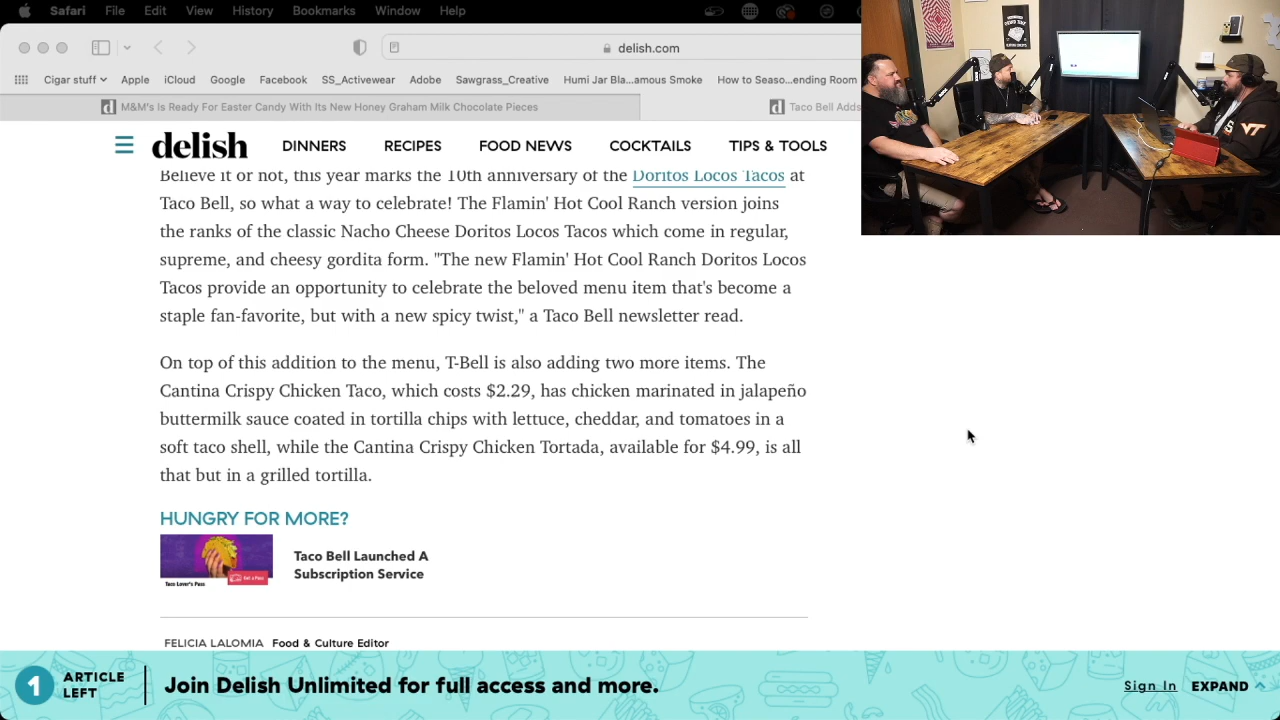 Safari File Edit View History Bookmarks Window Help
delish.com
Cigar stuff Apple iCloud Google Facebook SS_Activewear Adobe Sawgrass_Creative Humi Jar Bla...amous Smoke How to Seaso...ending Room
M&M's Is Ready For Easter Candy With Its New Honey Graham Milk Chocolate Pieces
Taco Bell Adds
delish DINNERS RECIPES FOOD NEWS COCKTAILS TIPS & TOOLS
Believe it or not, this year marks the 10th anniversary of the Doritos Locos Tacos at
Taco Bell, so what a way to celebrate! The Flamin' Hot Cool Ranch version joins
the ranks of the classic Nacho Cheese Doritos Locos Tacos which come in regular,
supreme, and cheesy gordita form. "The new Flamin' Hot Cool Ranch Doritos Locos
Tacos provide an opportunity to celebrate the beloved menu item that's become a
staple fan-favorite, but with a new spicy twist," a Taco Bell newsletter read.
On top of this addition to the menu, T-Bell is also adding two more items. The
Cantina Crispy Chicken Taco, which costs $2.29, has chicken marinated in jalapeño
buttermilk sauce coated in tortilla chips with lettuce, cheddar, and tomatoes in a
soft taco shell, while the Cantina Crispy Chicken Tortada, available for $4.99, is all
that but in a grilled tortilla.
HUNGRY FOR MORE?
Taco Bell Launched A
Subscription Service
Taco Lover's Pass
FELICIA LALOMIA Food & Culture Editor
1 ARTICLE
LEFT
Join Delish Unlimited for full access and more.
Sign In EXPAND
VT